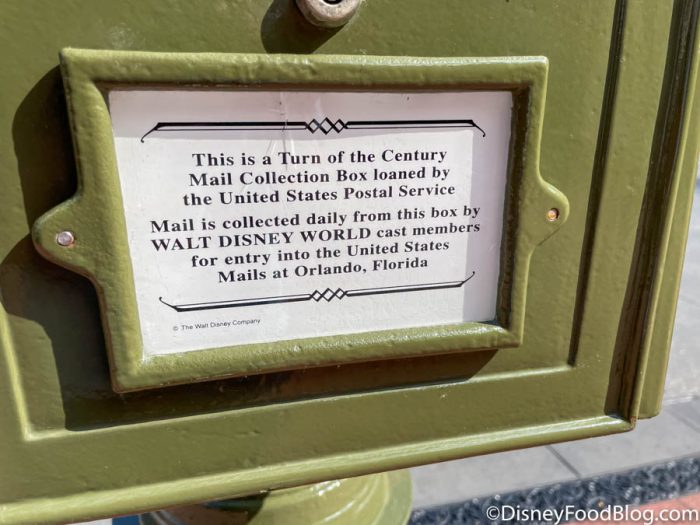 This is a Turn of the Century
Mail Collection Box loaned by
the United States Postal Service
Mail is collected daily from this box by
WALT DISNEY WORLD cast members
for entry into the United States
Mails at Orlando, Florida
© The Walt Disney Company
©DisneyFoodBlog.com